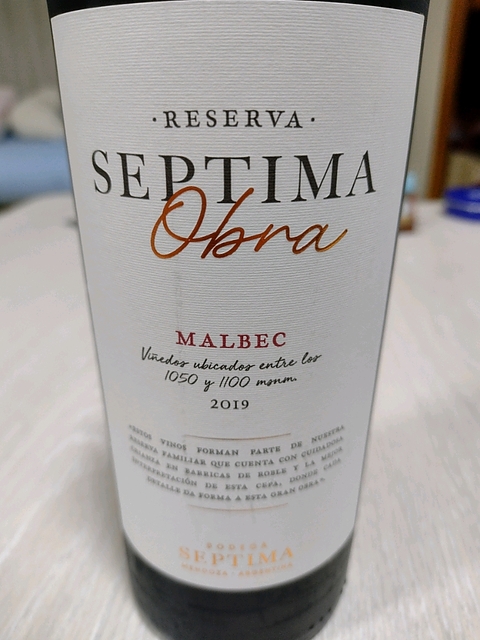 ·RESERVA·
SEPTIMA
Obra
MALBEC
Viñedos ubicados entre los
1050 y 1100 msnm.
2019
"ESTOS VINOS FORMAN PARTE DE NUESTRA
RESERVA FAMILIAR QUE CUENTA CON CUIDADOSA
CRIANZA EN BARRICAS DE ROBLE Y LA MEJOR
INTERPRETACIÓN DE ESTA CEPA, DONDE CADA
DETALLE DA FORMA A ESTA GRAN OBRA".
BODEGA
SEPTIMA
MENDOZA · ARGENTINA